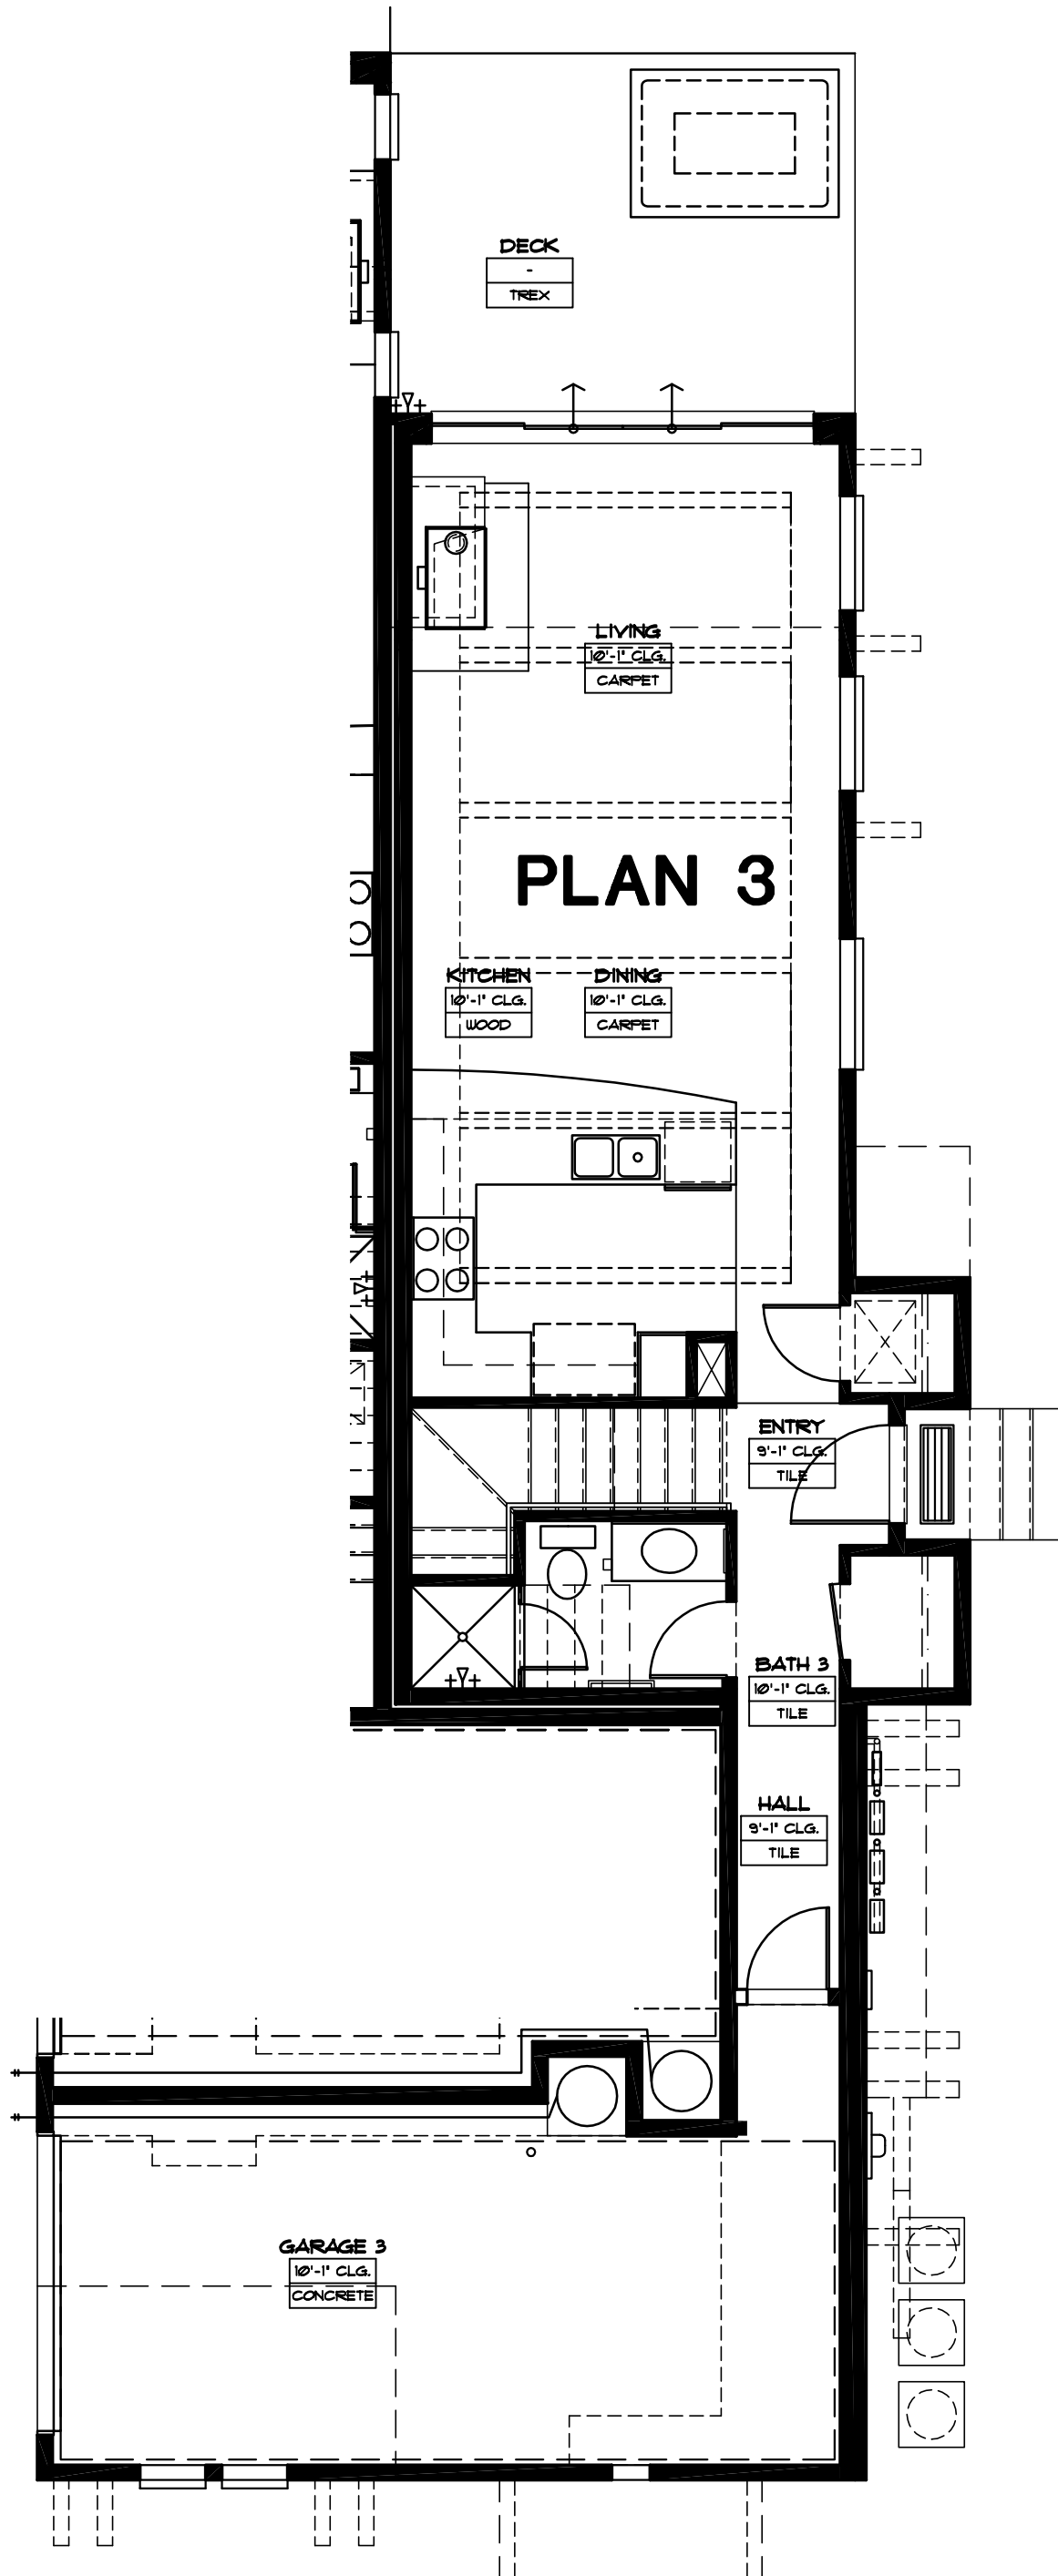 DECK
-
TREX
LIVING
10'-1" CLG.
CARPET
PLAN 3
KITCHEN
10'-1" CLG.
WOOD
DINING
10'-1" CLG.
CARPET
ENTRY
9'-1" CLG.
TILE
BATH 3
10'-1" CLG.
TILE
HALL
9'-1" CLG.
TILE
GARAGE 3
10'-1" CLG.
CONCRETE